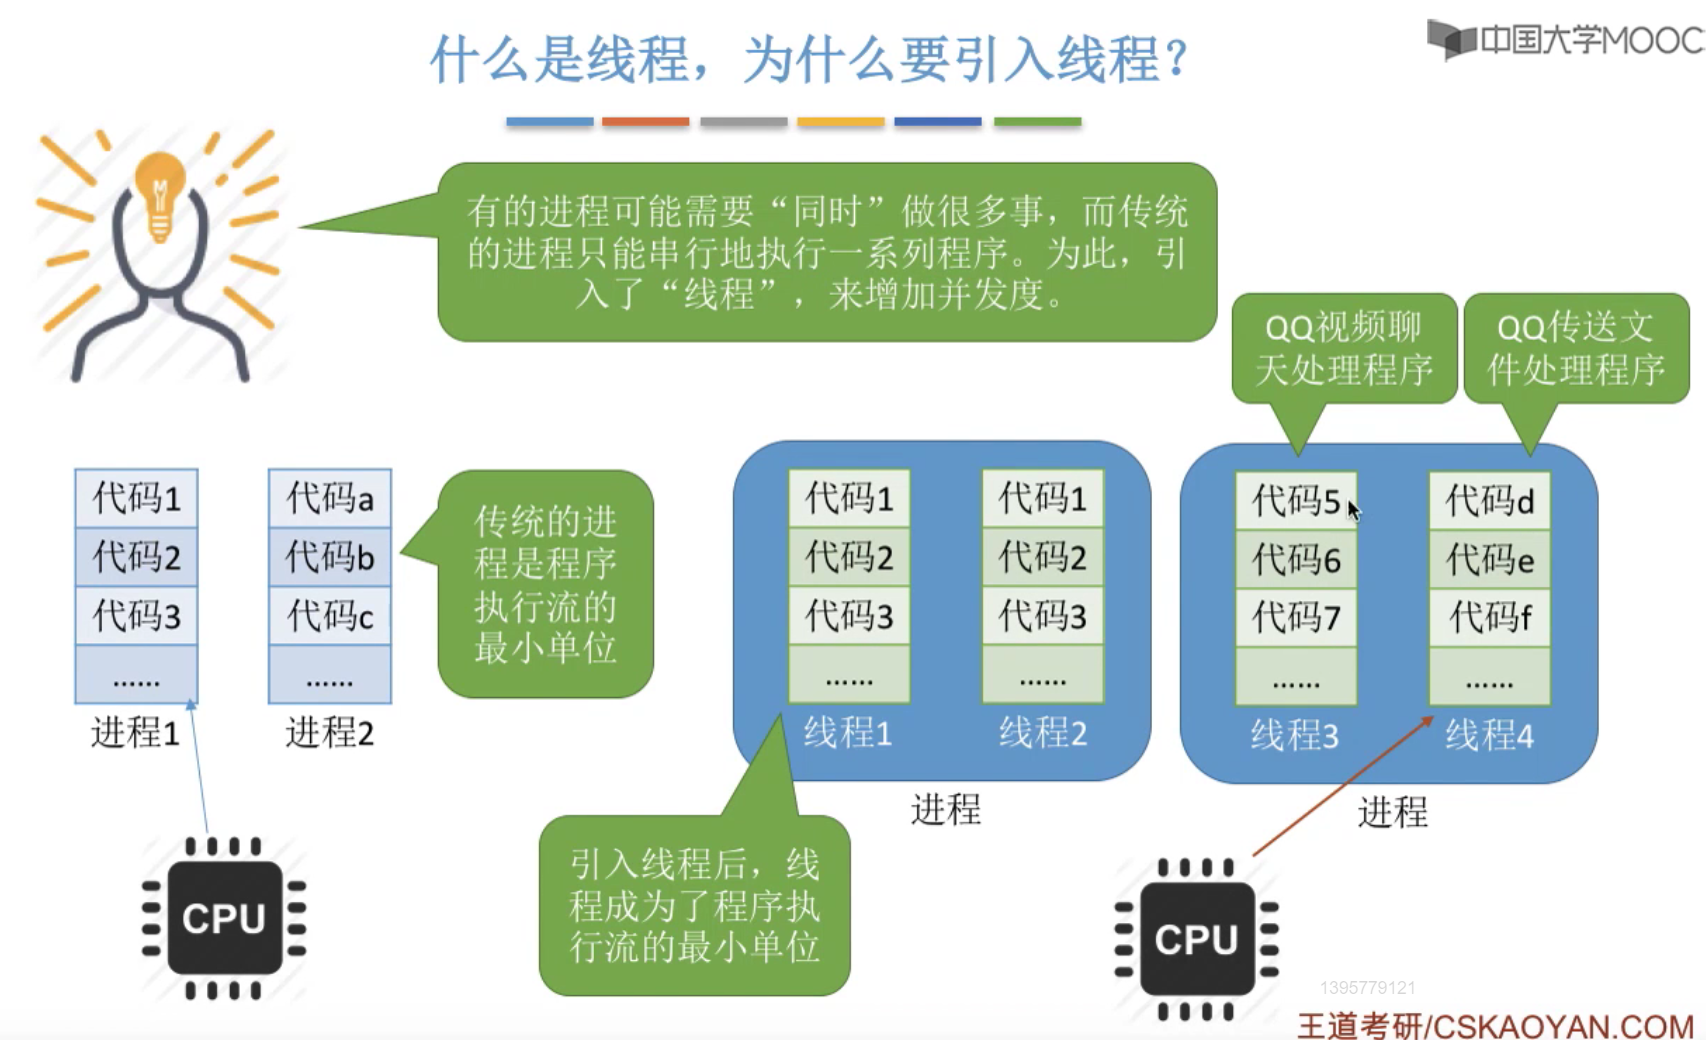 什么是线程，为什么要引入线程？
中国大学MOOC
有的进程可能需要“同时”做很多事，而传统
的进程只能串行地执行一系列程序。为此，引
入了“线程”，来增加并发度。
QQ视频聊
天处理程序
QQ传送文
件处理程序
代码1
代码2
代码3
......
进程1
代码a
代码b
代码c
......
进程2
传统的进
程是程序
执行流的
最小单位
代码1
代码2
代码3
......
线程1
代码1
代码2
代码3
......
线程2
进程
代码5
代码6
代码7
......
线程3
代码d
代码e
代码f
......
线程4
进程
CPU
引入线程后，线
程成为了程序执
行流的最小单位
CPU
1395779121
王道考研/CSKAOYAN.COM